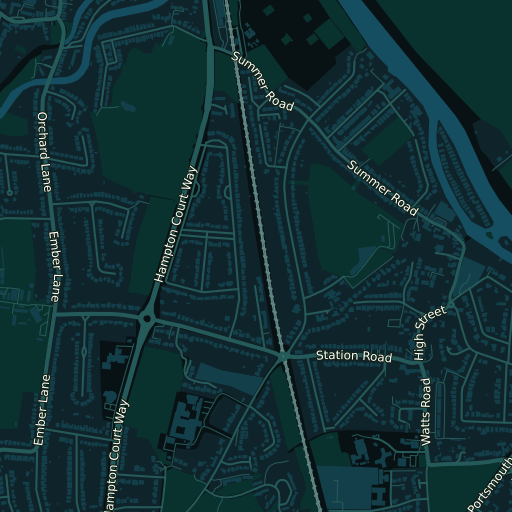 Summer Road
Orchard Lane
Summer Road
Hampton Court Way
Ember Lane
High Street
Station Road
Ember Lane
Watts Road
Hampton Court Way
Portsmouth